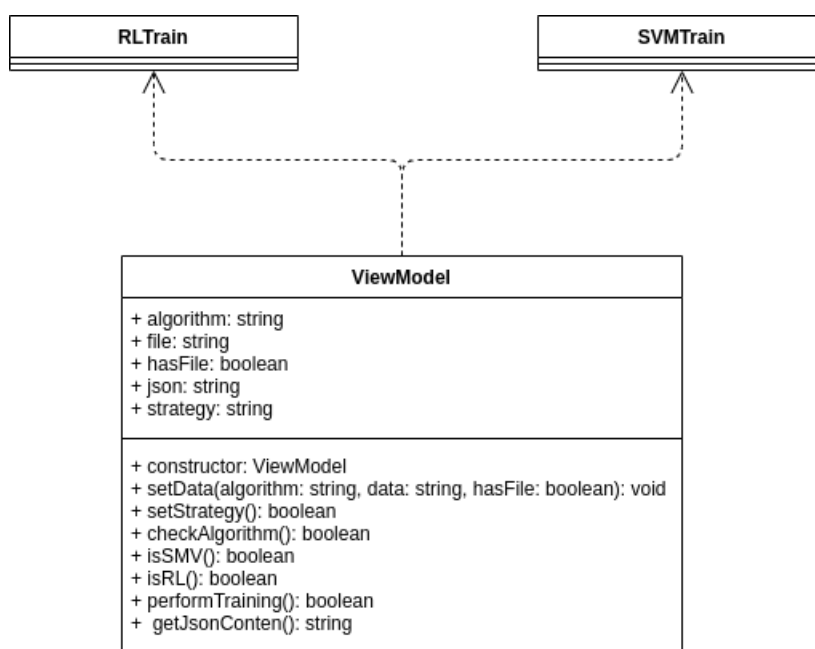 RLTrain
SVMTrain
ViewModel
+ algorithm: string
+ file: string
+ hasFile: boolean
+ json: string
+ strategy: string
+ constructor: ViewModel
+ setData(algorithm: string, data: string, hasFile: boolean): void
+ setStrategy(): boolean
+ checkAlgorithm(): boolean
+ isSMV(): boolean
+ isRL(): boolean
+ performTraining(): boolean
+ getJsonConten(): string